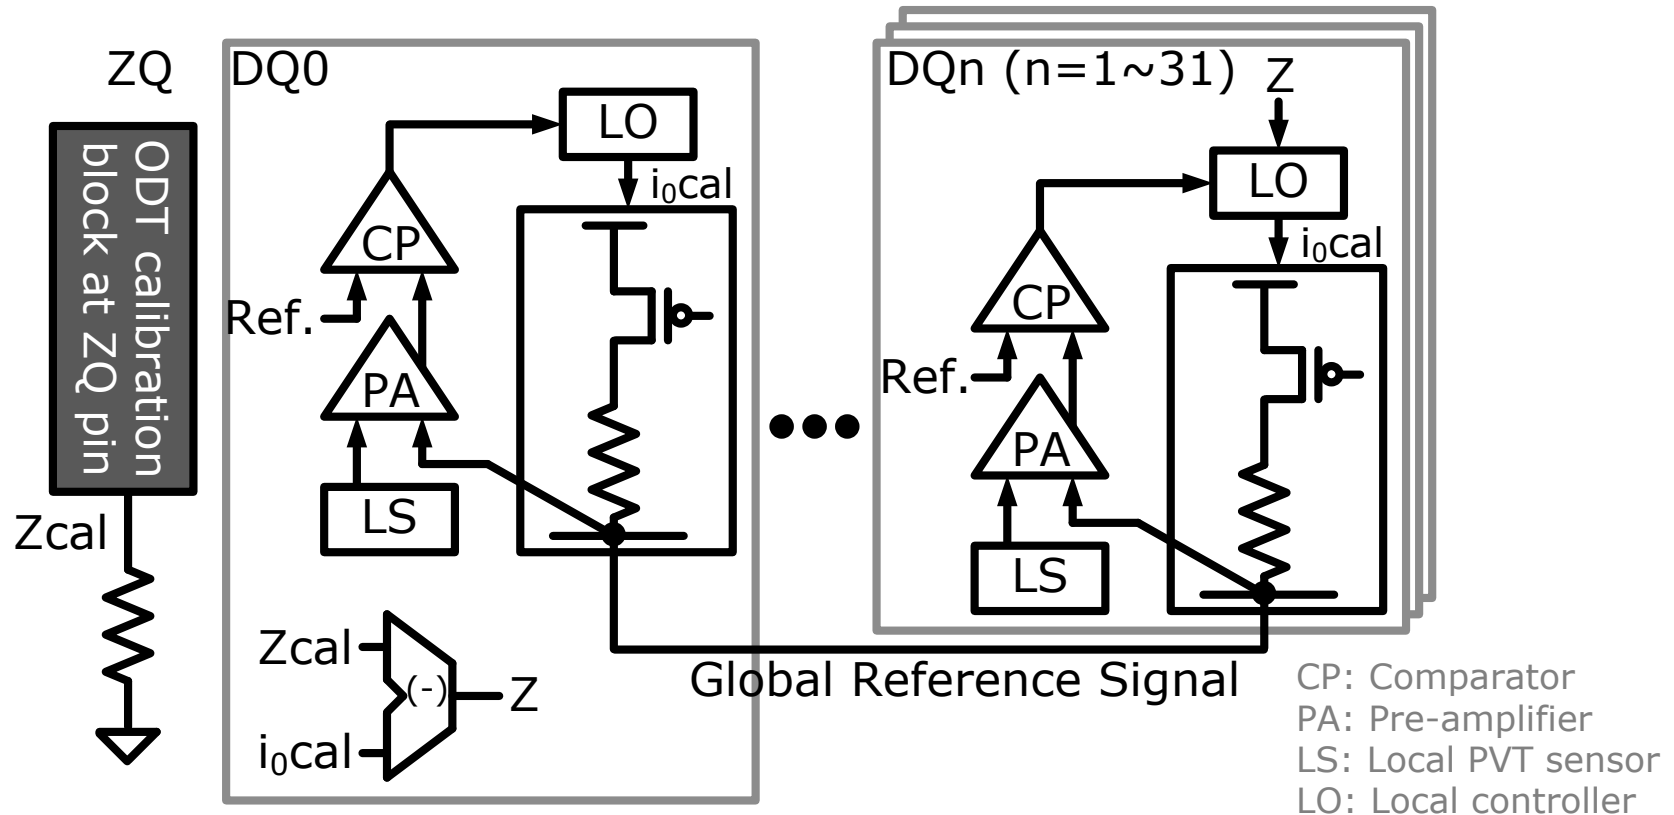 ZQ
ODT calibration
block at ZQ pin
Zcal
DQ0
LO
i₀cal
CP
Ref.
PA
LS
Zcal
(-)
Z
i₀cal
DQn (n=1~31)
Z
LO
i₀cal
CP
Ref.
PA
LS
Global Reference Signal
CP: Comparator
PA: Pre-amplifier
LS: Local PVT sensor
LO: Local controller